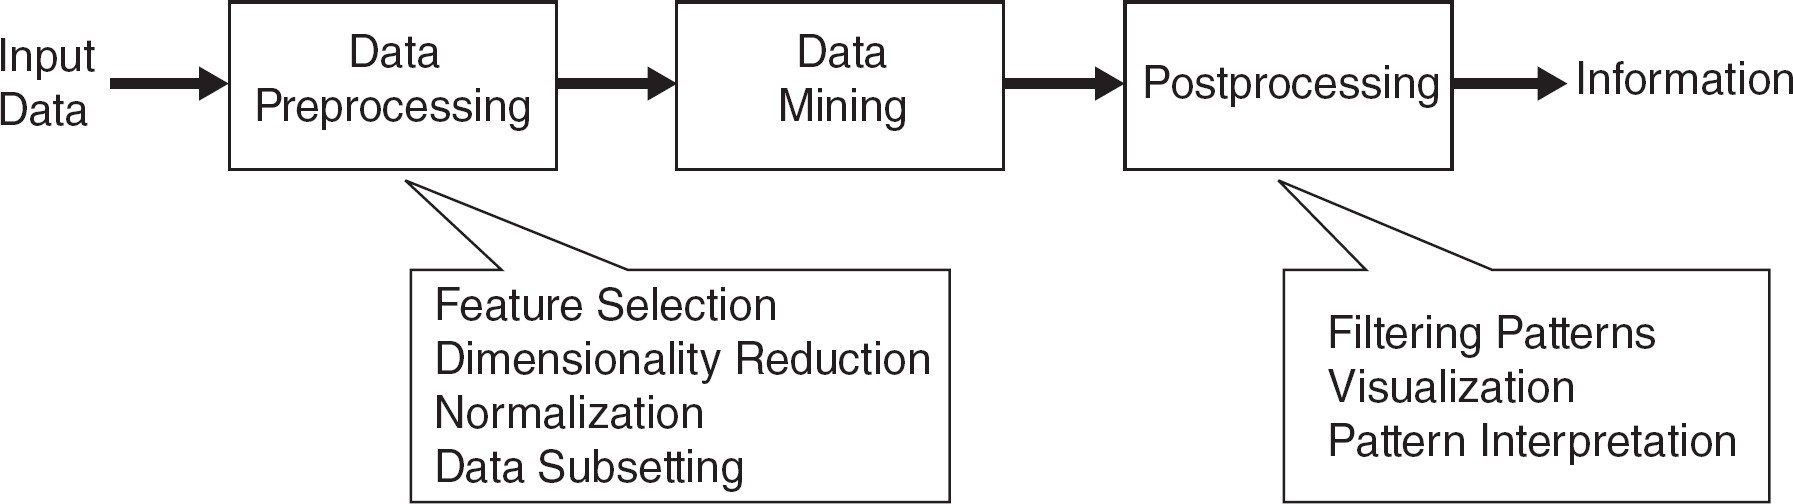 Input
Data
Data
Preprocessing
Data
Mining
Postprocessing
Information
Feature Selection
Dimensionality Reduction
Normalization
Data Subsetting
Filtering Patterns
Visualization
Pattern Interpretation